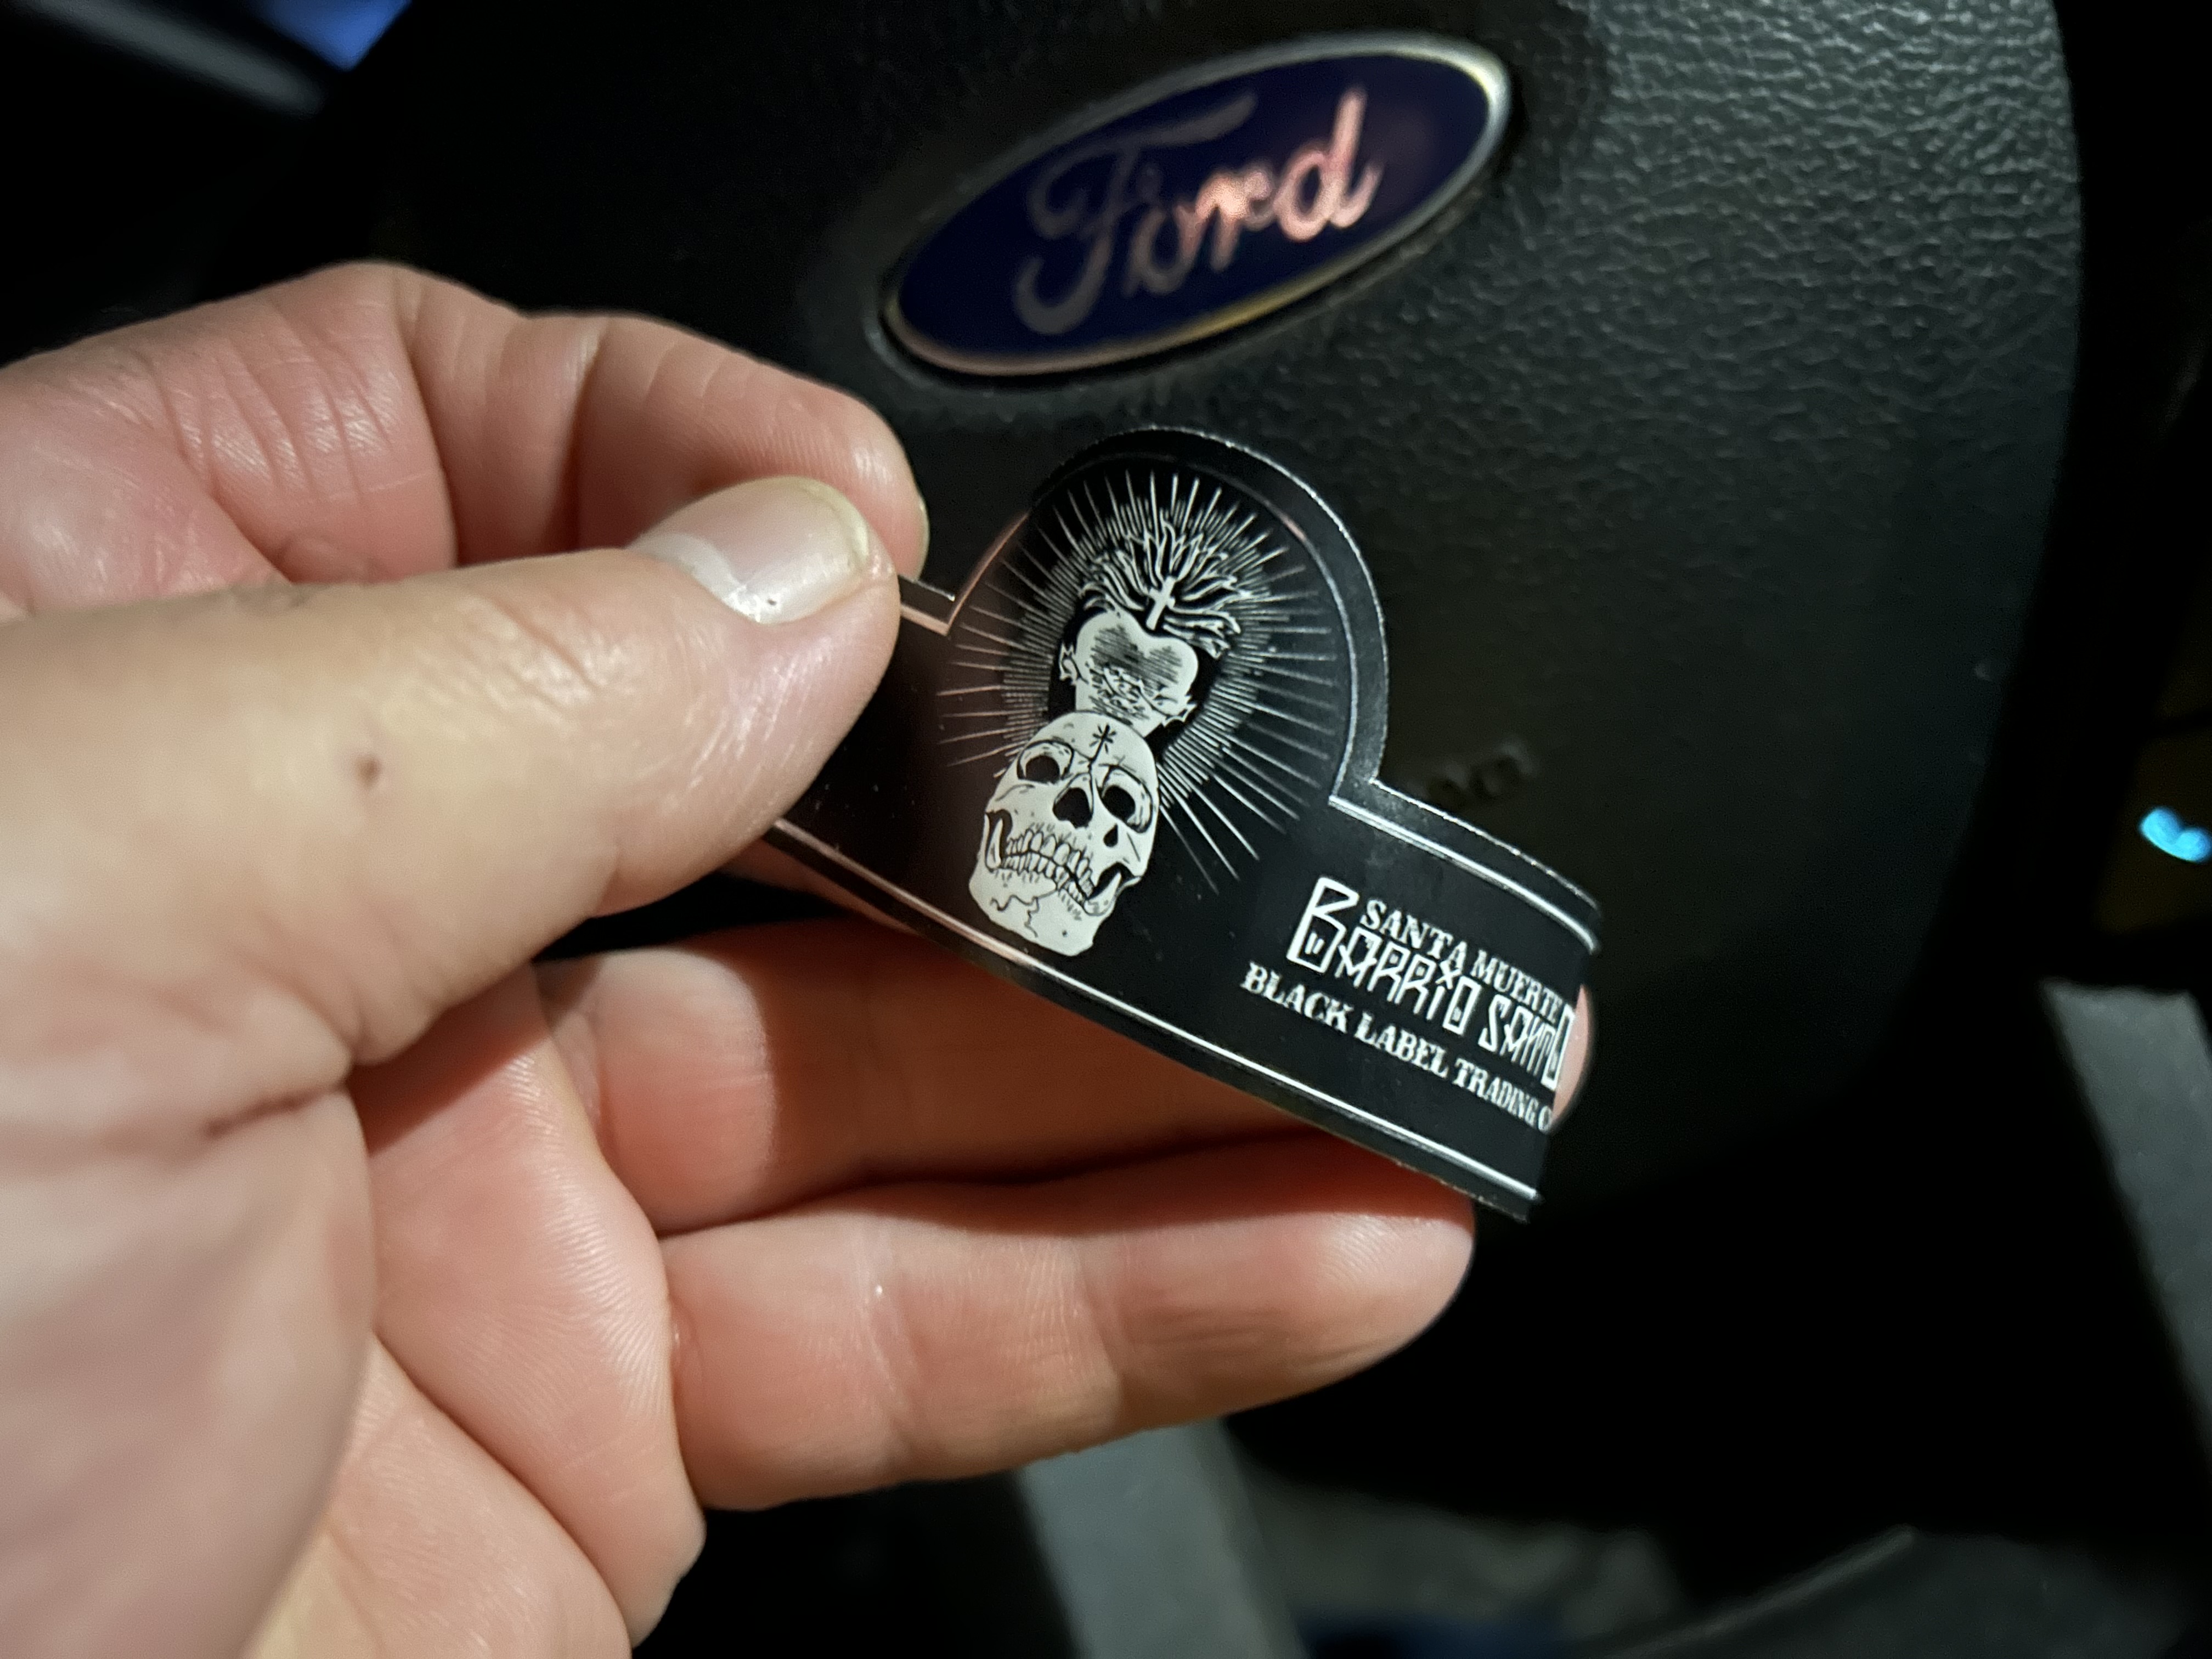 Ford
SANTA MUERTE
BARRIO SANTO
BLACK LABEL TRADING